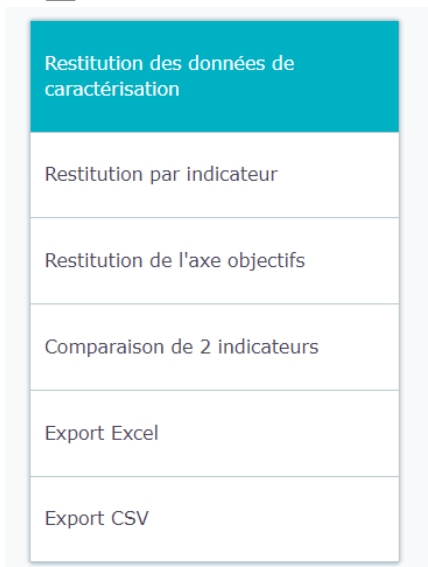 Restitution des données de
caractérisation
Restitution par indicateur
Restitution de l'axe objectifs
Comparaison de 2 indicateurs
Export Excel
Export CSV